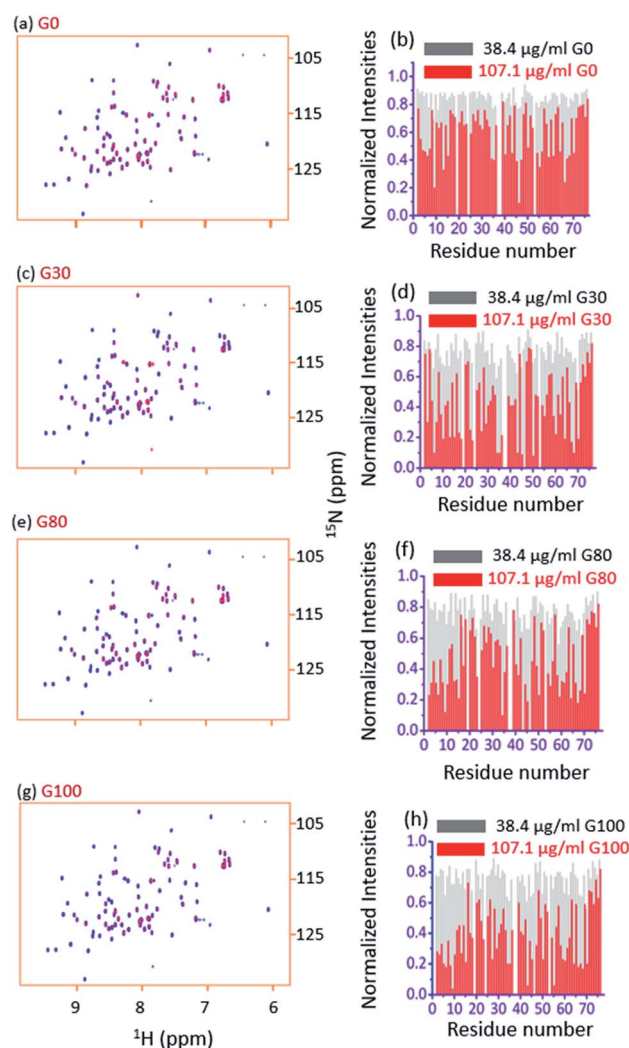 (a) G0
105
115
125
(b)
38.4 µg/ml G0
107.1 µg/ml G0
Normalized Intensities
1.0
0.8
0.6
0.4
0.2
0.0
0 10 20 30 40 50 60 70
Residue number
(c) G30
105
115
125
15N (ppm)
(d)
38.4 µg/ml G30
107.1 µg/ml G30
Normalized Intensities
1.0
0.8
0.6
0.4
0.2
0.0
0 10 20 30 40 50 60 70
Residue number
(e) G80
105
115
125
(f)
38.4 µg/ml G80
107.1 µg/ml G80
Normalized Intensities
1.0
0.8
0.6
0.4
0.2
0.0
0 10 20 30 40 50 60 70
Residue number
(g) G100
105
115
125
9 8 7 6
1H (ppm)
(h)
38.4 µg/ml G100
107.1 µg/ml G100
Normalized Intensities
1.0
0.8
0.6
0.4
0.2
0.0
0 10 20 30 40 50 60 70
Residue number